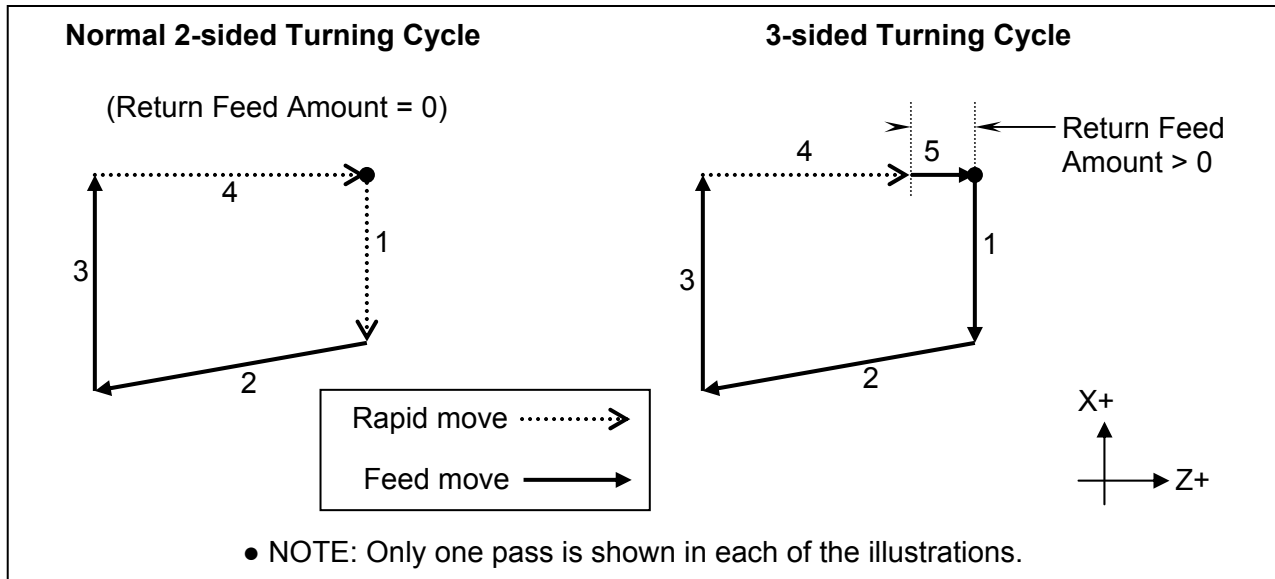 Normal 2-sided Turning Cycle
(Return Feed Amount = 0)
4
1
3
2
3-sided Turning Cycle
4
5
Return Feed
Amount > 0
1
3
2
Rapid move
Feed move
X+
Z+
● NOTE: Only one pass is shown in each of the illustrations.